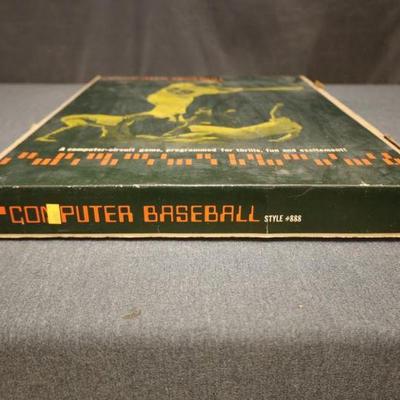 A computer-circuit game, programmed for thrills, fun and excitement!
COMPUTER BASEBALL STYLE #888